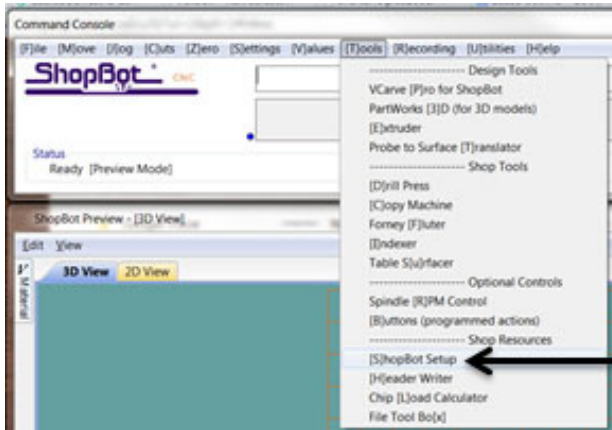 Command Console
[F]ile [M]ove [J]og [C]uts [Z]ero [S]ettings [V]alues [T]ools [R]ecording [U]tilities [H]elp
ShopBot CNC
Status
Ready [Preview Mode]
---------------------- Design Tools
VCarve [P]ro for ShopBot
PartWorks [3]D (for 3D models)
[E]xtruder
Probe to Surface [T]ranslator
---------------------- Shop Tools
[D]rill Press
[C]opy Machine
Forney [F]luter
[I]ndexer
Table S[u]rfacer
---------------------- Optional Controls
Spindle [R]PM Control
[B]uttons (programmed actions)
---------------------- Shop Resources
[S]hopBot Setup
[H]eader Writer
Chip [L]oad Calculator
File Tool Bo[x]
ShopBot Preview - [3D View]
Edit View
3D View 2D View
Material